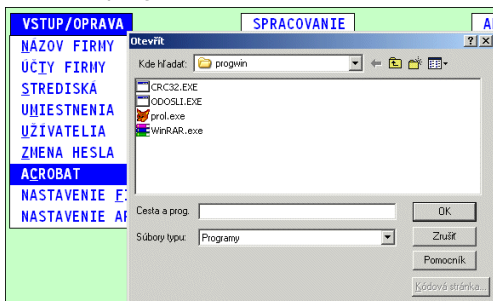 VSTUP/OPRAVA SPRACOVANIE
NÁZOV FIRMY
ÚČTY FIRMY
STREDISKÁ
UMIESTNENIA
UŽÍVATELIA
ZMENA HESLA
ACROBAT
NASTAVENIE
NASTAVENIE
Otevřít
Kde hľadať: progwin
CRC32.EXE
ODOSLI.EXE
prol.exe
WinRAR.exe
Cesta a prog. OK
Súbory typu: Programy Zrušiť
Pomocník
Kódová stránka...